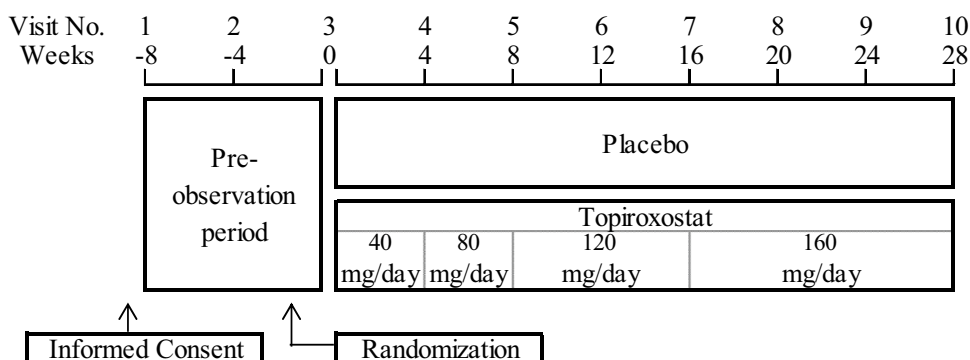 Visit No. 1 2 3 4 5 6 7 8 9 10
Weeks -8 -4 0 4 8 12 16 20 24 28
Pre-
observation
period
Placebo
Topiroxostat
40 80 120 160
mg/day mg/day mg/day mg/day
Informed Consent Randomization